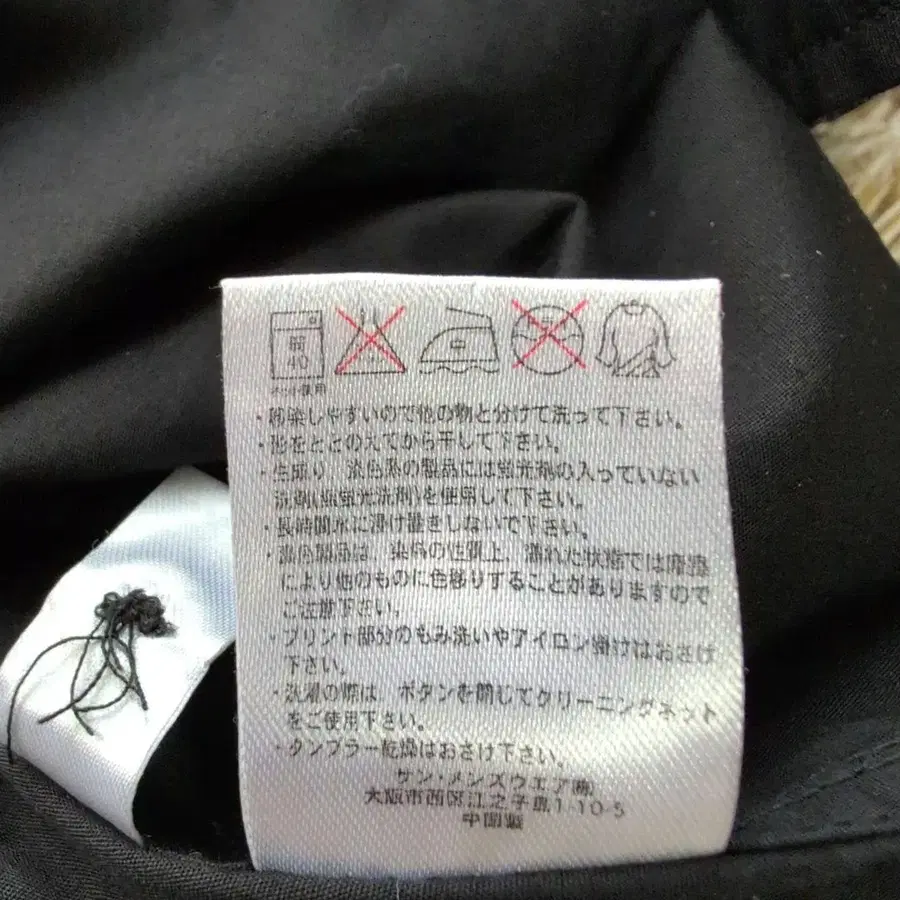 弱
40
ネット使用
・移染しやすいので他の物と分けて洗って下さい。
・形をととのえてから干して下さい。
・生成り、淡色系の製品には蛍光剤の入っていない
洗剤(無蛍光洗剤)を使用して下さい。
・長時間水に浸け置きしないで下さい。
・濃色製品は、染料の性質上、濡れた状態では摩擦
により他のものに色移りすることがありますので
ご注意下さい。
・プリント部分のもみ洗いやアイロン掛けはおさけ
下さい。
・洗濯の際は、ボタンを閉じてクリーニングネット
をご使用下さい。
・タンブラー乾燥はおさけ下さい。
サン・メンズウエア㈱
大阪市西区江之子島1-10-5
中国製